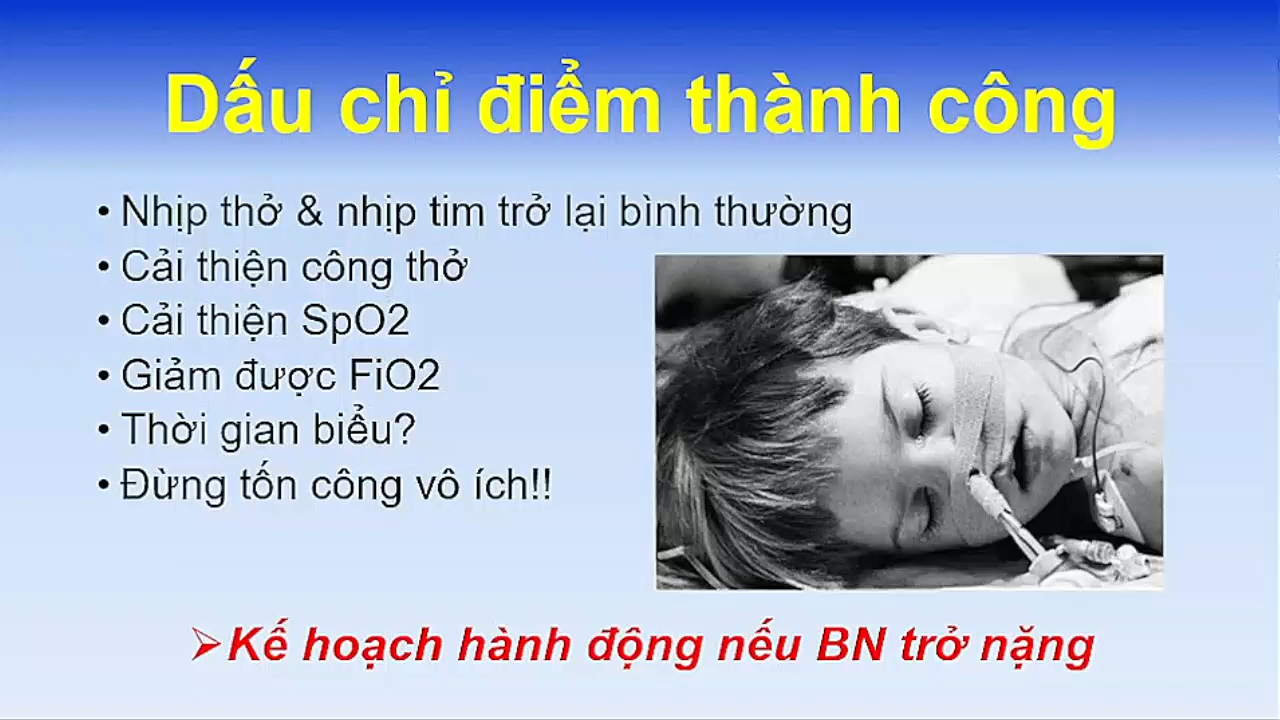 Dấu chỉ điểm thành công
• Nhịp thở & nhịp tim trở lại bình thường
• Cải thiện công thở
• Cải thiện SpO2
• Giảm được FiO2
• Thời gian biểu?
• Đừng tốn công vô ích!!
➢Kế hoạch hành động nếu BN trở nặng